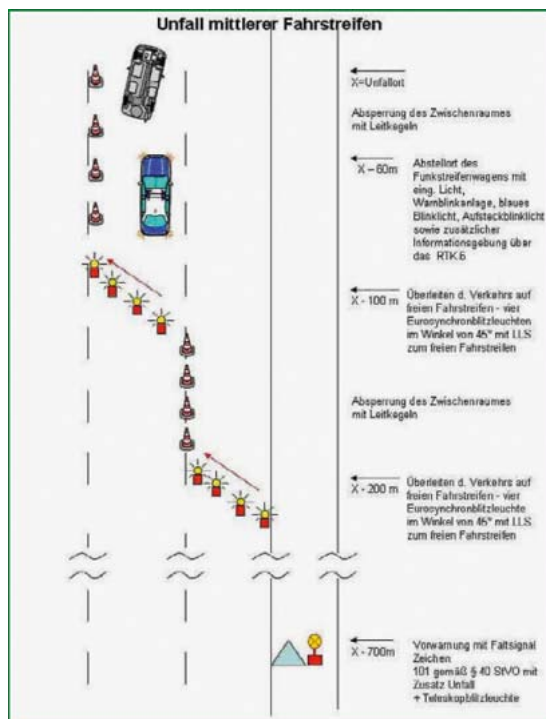 Unfall mittlerer Fahrstreifen
X=Unfallort
Absperrung des Zwischenraumes
mit Leitkegeln
X – 60m
Abstellort des
Funkstreifenwagens mit
eing. Licht,
Warnblinkanlage, blaues
Blinklicht, Aufsteckblinklicht
sowie zusätzlicher
Informationsgebung über
das RTK6
X - 100 m
Überleiten d. Verkehrs auf
freien Fahrstreifen - vier
Eurosynchronblitzleuchten
im Winkel von 45° mit LLS
zum freien Fahrstreifen
Absperrung des Zwischenraumes
mit Leitkegeln
X - 200 m
Überleiten d. Verkehrs auf
freien Fahrstreifen - vier
Eurosynchronblitzleuchte
im Winkel von 45° mit LLS
zum freien Fahrstreifen
X - 700m
Vorwarnung mit Faltsignal
Zeichen
101 gemäß § 40 StVO mit
Zusatz Unfall
+ Teleskopblitzleuchte